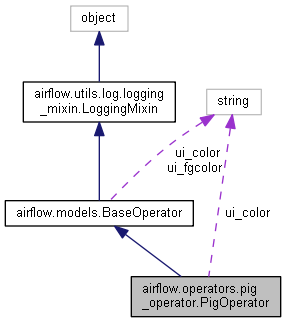 object
airflow.utils.log.logging
_mixin.LoggingMixin
string
ui_color
ui_fgcolor
airflow.models.BaseOperator
ui_color
airflow.operators.pig
_operator.PigOperator